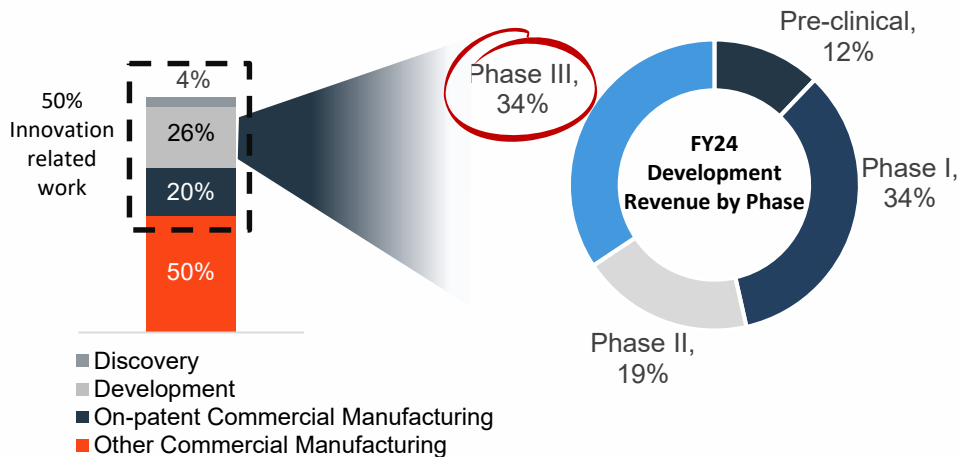 50%
Innovation
related
work
4%
26%
20%
50%
Discovery
Development
On-patent Commercial Manufacturing
Other Commercial Manufacturing
Phase III,
34%
Pre-clinical,
12%
Phase I,
34%
Phase II,
19%
FY24
Development
Revenue by Phase